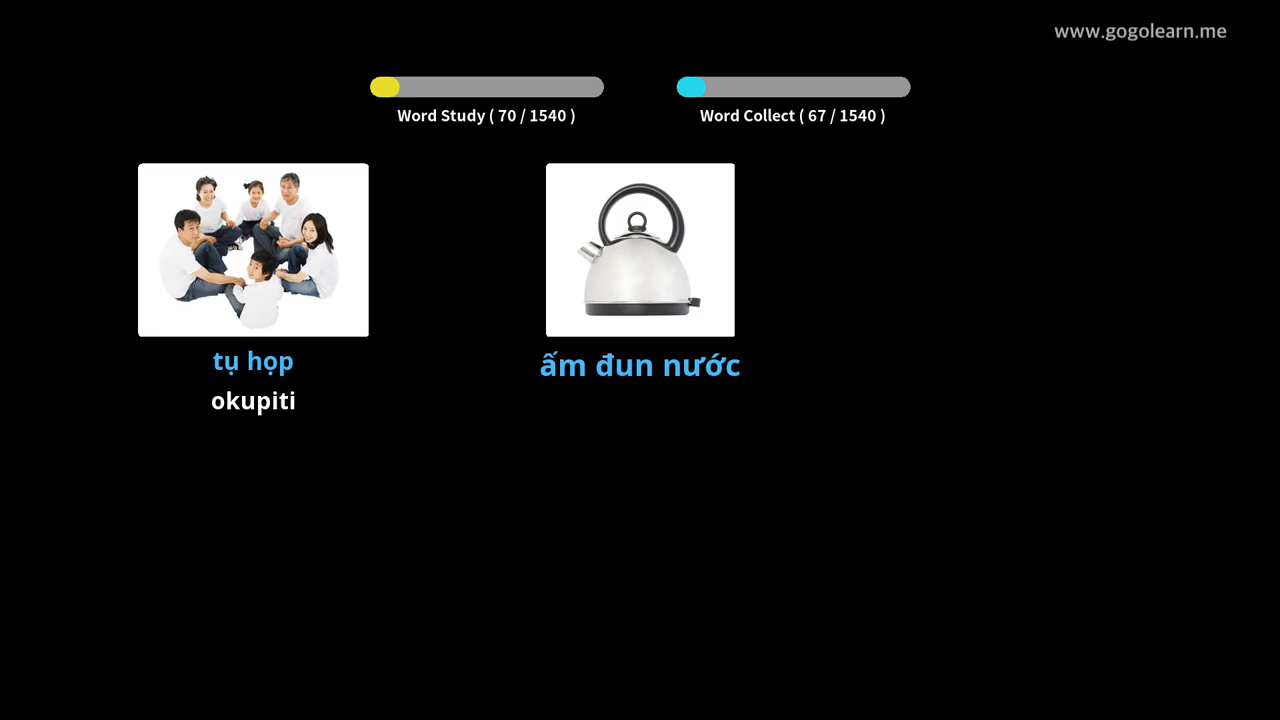 www.gogolearn.me
Word Study ( 70 / 1540 )
Word Collect ( 67 / 1540 )
tụ họp
okupiti
ấm đun nước